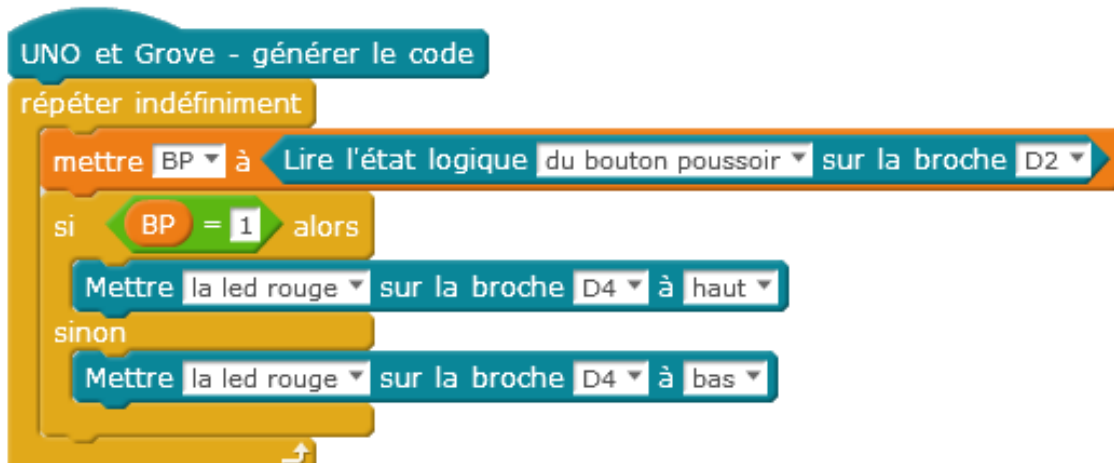 UNO et Grove - générer le code
répéter indéfiniment
mettre BP à Lire l'état logique du bouton poussoir sur la broche D2
si BP = 1 alors
Mettre la led rouge sur la broche D4 à haut
sinon
Mettre la led rouge sur la broche D4 à bas